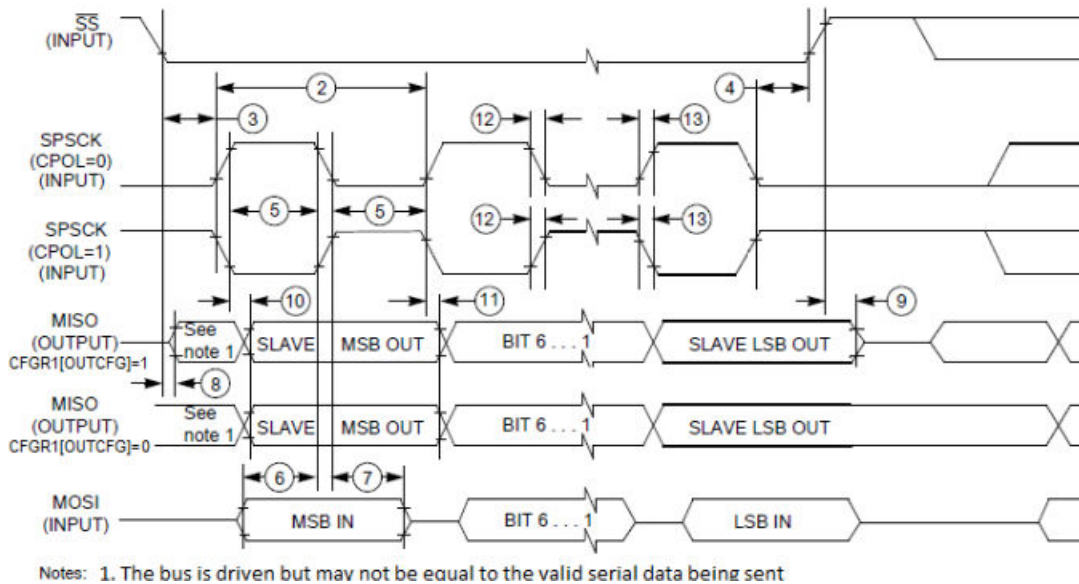 SS
(INPUT)
2
4
3
12
13
SPSCK
(CPOL=0)
(INPUT)
5
5
SPSCK
(CPOL=1)
(INPUT)
12
13
10
11
9
MISO
(OUTPUT)
CFGR1[OUTCFG]=1
See
note 1
SLAVE
MSB OUT
BIT 6 . . . 1
SLAVE LSB OUT
8
MISO
(OUTPUT)
CFGR1[OUTCFG]=0
See
note 1
SLAVE
MSB OUT
BIT 6 . . . 1
SLAVE LSB OUT
6
7
MOSI
(INPUT)
MSB IN
BIT 6 . . . 1
LSB IN
Notes: 1. The bus is driven but may not be equal to the valid serial data being sent